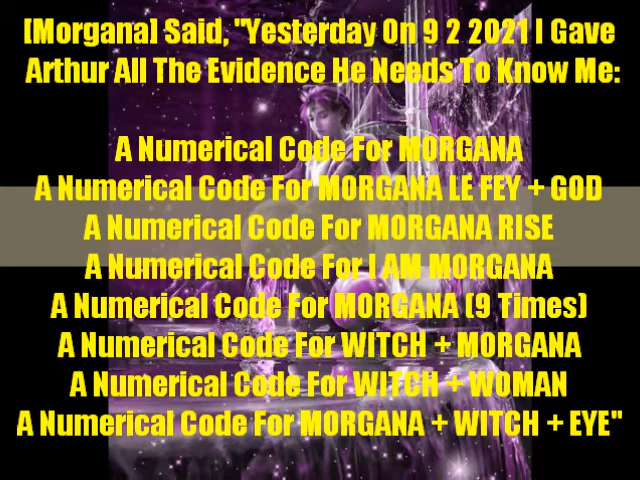 [Morgana] Said, "Yesterday On 9 2 2021 I Gave
Arthur All The Evidence He Needs To Know Me:
A Numerical Code For MORGANA
A Numerical Code For MORGANA LE FEY + GOD
A Numerical Code For MORGANA RISE
A Numerical Code For I AM MORGANA
A Numerical Code For MORGANA (9 Times)
A Numerical Code For WITCH + MORGANA
A Numerical Code For WITCH + WOMAN
A Numerical Code For MORGANA + WITCH + EYE"